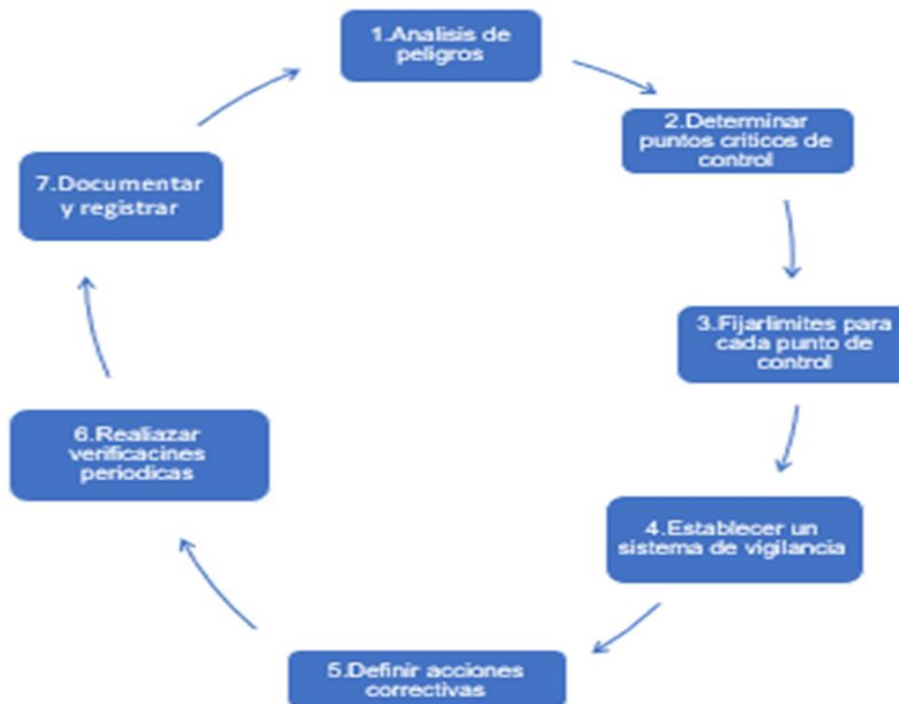 1.Analisis de
peligros
2.Determinar
puntos criticos de
control
3.Fijarlimites para
cada punto de
control
4.Establecer un
sistema de vigilancia
5.Definir acciones
correctivas
6.Realiazar
verificacines
periodicas
7.Documentar
y registrar